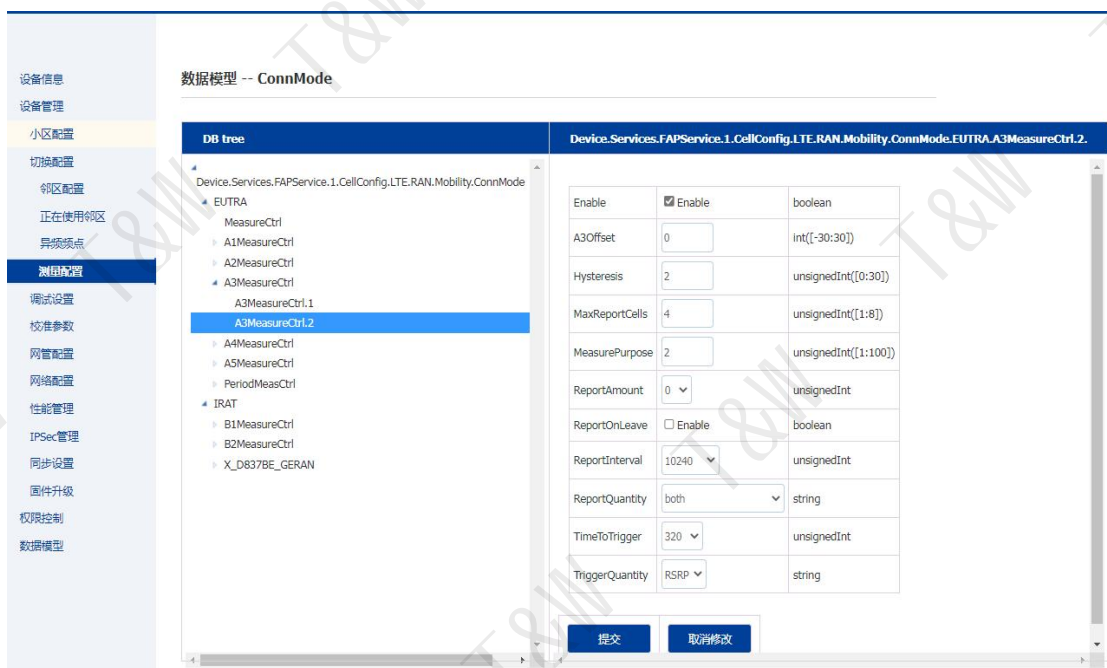 数据模型 -- ConnMode
设备信息
设备管理
小区配置
切换配置
邻区配置
正在使用邻区
异频频点
测量配置
调试设置
校准参数
网管配置
网络配置
性能管理
IPSec管理
同步设置
固件升级
权限控制
数据模型
DB tree
Device.Services.FAPService.1.CellConfig.LTE.RAN.Mobility.ConnMode
EUTRA
MeasureCtrl
A1MeasureCtrl
A2MeasureCtrl
A3MeasureCtrl
A3MeasureCtrl.1
A3MeasureCtrl.2
A4MeasureCtrl
A5MeasureCtrl
PeriodMeasCtrl
IRAT
B1MeasureCtrl
B2MeasureCtrl
X_D837BE_GERAN
Device.Services.FAPService.1.CellConfig.LTE.RAN.Mobility.ConnMode.EUTRA.A3MeasureCtrl.2.
Enable Enable boolean
A3Offset 0 int([-30:30])
Hysteresis 2 unsignedInt([0:30])
MaxReportCells 4 unsignedInt([1:8])
MeasurePurpose 2 unsignedInt([1:100])
ReportAmount 0 unsignedInt
ReportOnLeave Enable boolean
ReportInterval 10240 unsignedInt
ReportQuantity both string
TimeToTrigger 320 unsignedInt
TriggerQuantity RSRP string
提交 取消修改
T&W
T&W
T&W
T&W
T&W
T&W